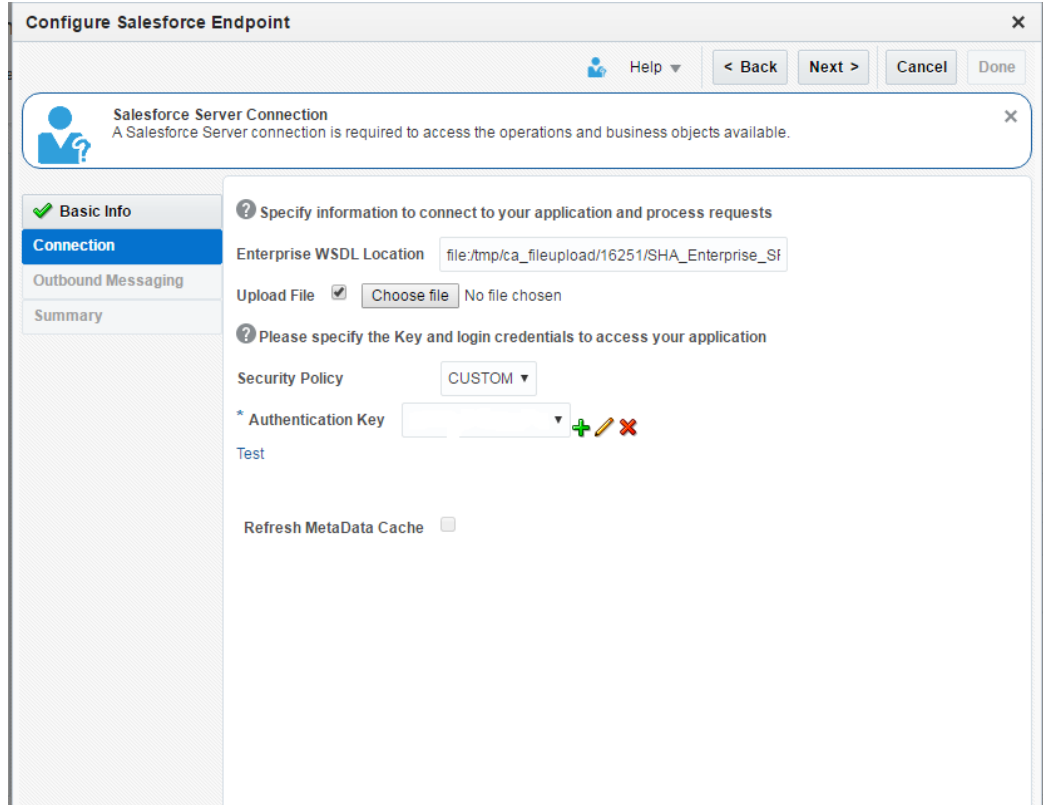 Configure Salesforce Endpoint
Help
< Back
Next >
Cancel
Done
Salesforce Server Connection
A Salesforce Server connection is required to access the operations and business objects available.
Basic Info
Connection
Outbound Messaging
Summary
Specify information to connect to your application and process requests
Enterprise WSDL Location file:/tmp/ca_fileupload/16251/SHA_Enterprise_SF
Upload File Choose file No file chosen
Please specify the Key and login credentials to access your application
Security Policy CUSTOM
* Authentication Key
Test
Refresh MetaData Cache